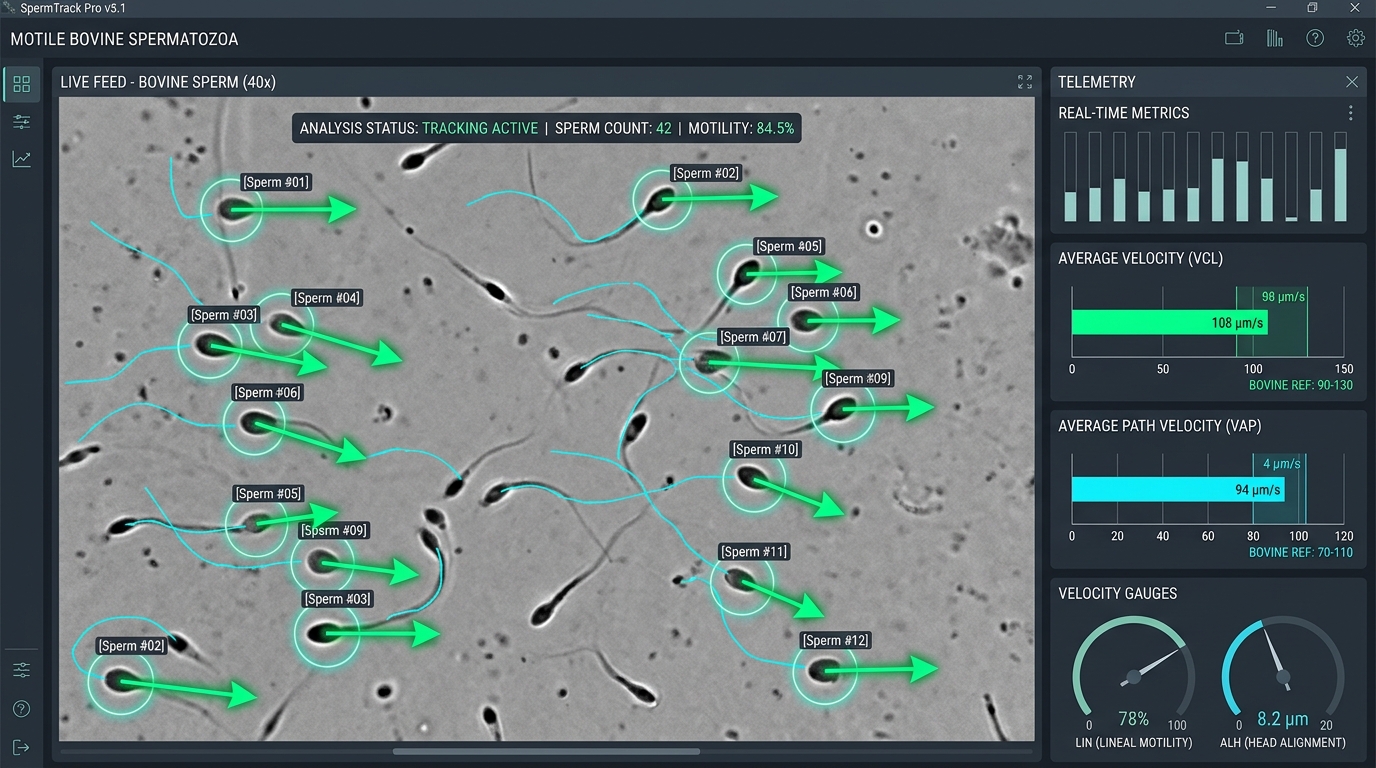 SpermTrack Pro v5.1
MOTILE BOVINE SPERMATOZOA
LIVE FEED - BOVINE SPERM (40x)
ANALYSIS STATUS: TRACKING ACTIVE | SPERM COUNT: 42 | MOTILITY: 84.5%
[Sperm #01]
[Sperm #02]
[Sperm #05]
[Sperm #04]
[Sperm #06]
[Sperm #03]
[Sperm #07]
[Sperm #09]
[Sperm #06]
[Sperm #10]
[Sperm #05]
[Spsrm #09]
[Sperm #11]
[Sperm #03]
[Sperm #02]
[Sperm #12]
TELEMETRY
REAL-TIME METRICS
AVERAGE VELOCITY (VCL)
98 µm/s
108 µm/s
0 50 100 150
BOVINE REF: 90-130
AVERAGE PATH VELOCITY (VAP)
4 µm/s
94 µm/s
0 20 40 60 80 100 120
BOVINE REF: 70-110
VELOCITY GAUGES
0 78% 100
LIN (LINEAL MOTILITY)
0 8.2 µm 20
ALH (HEAD ALIGNMENT)